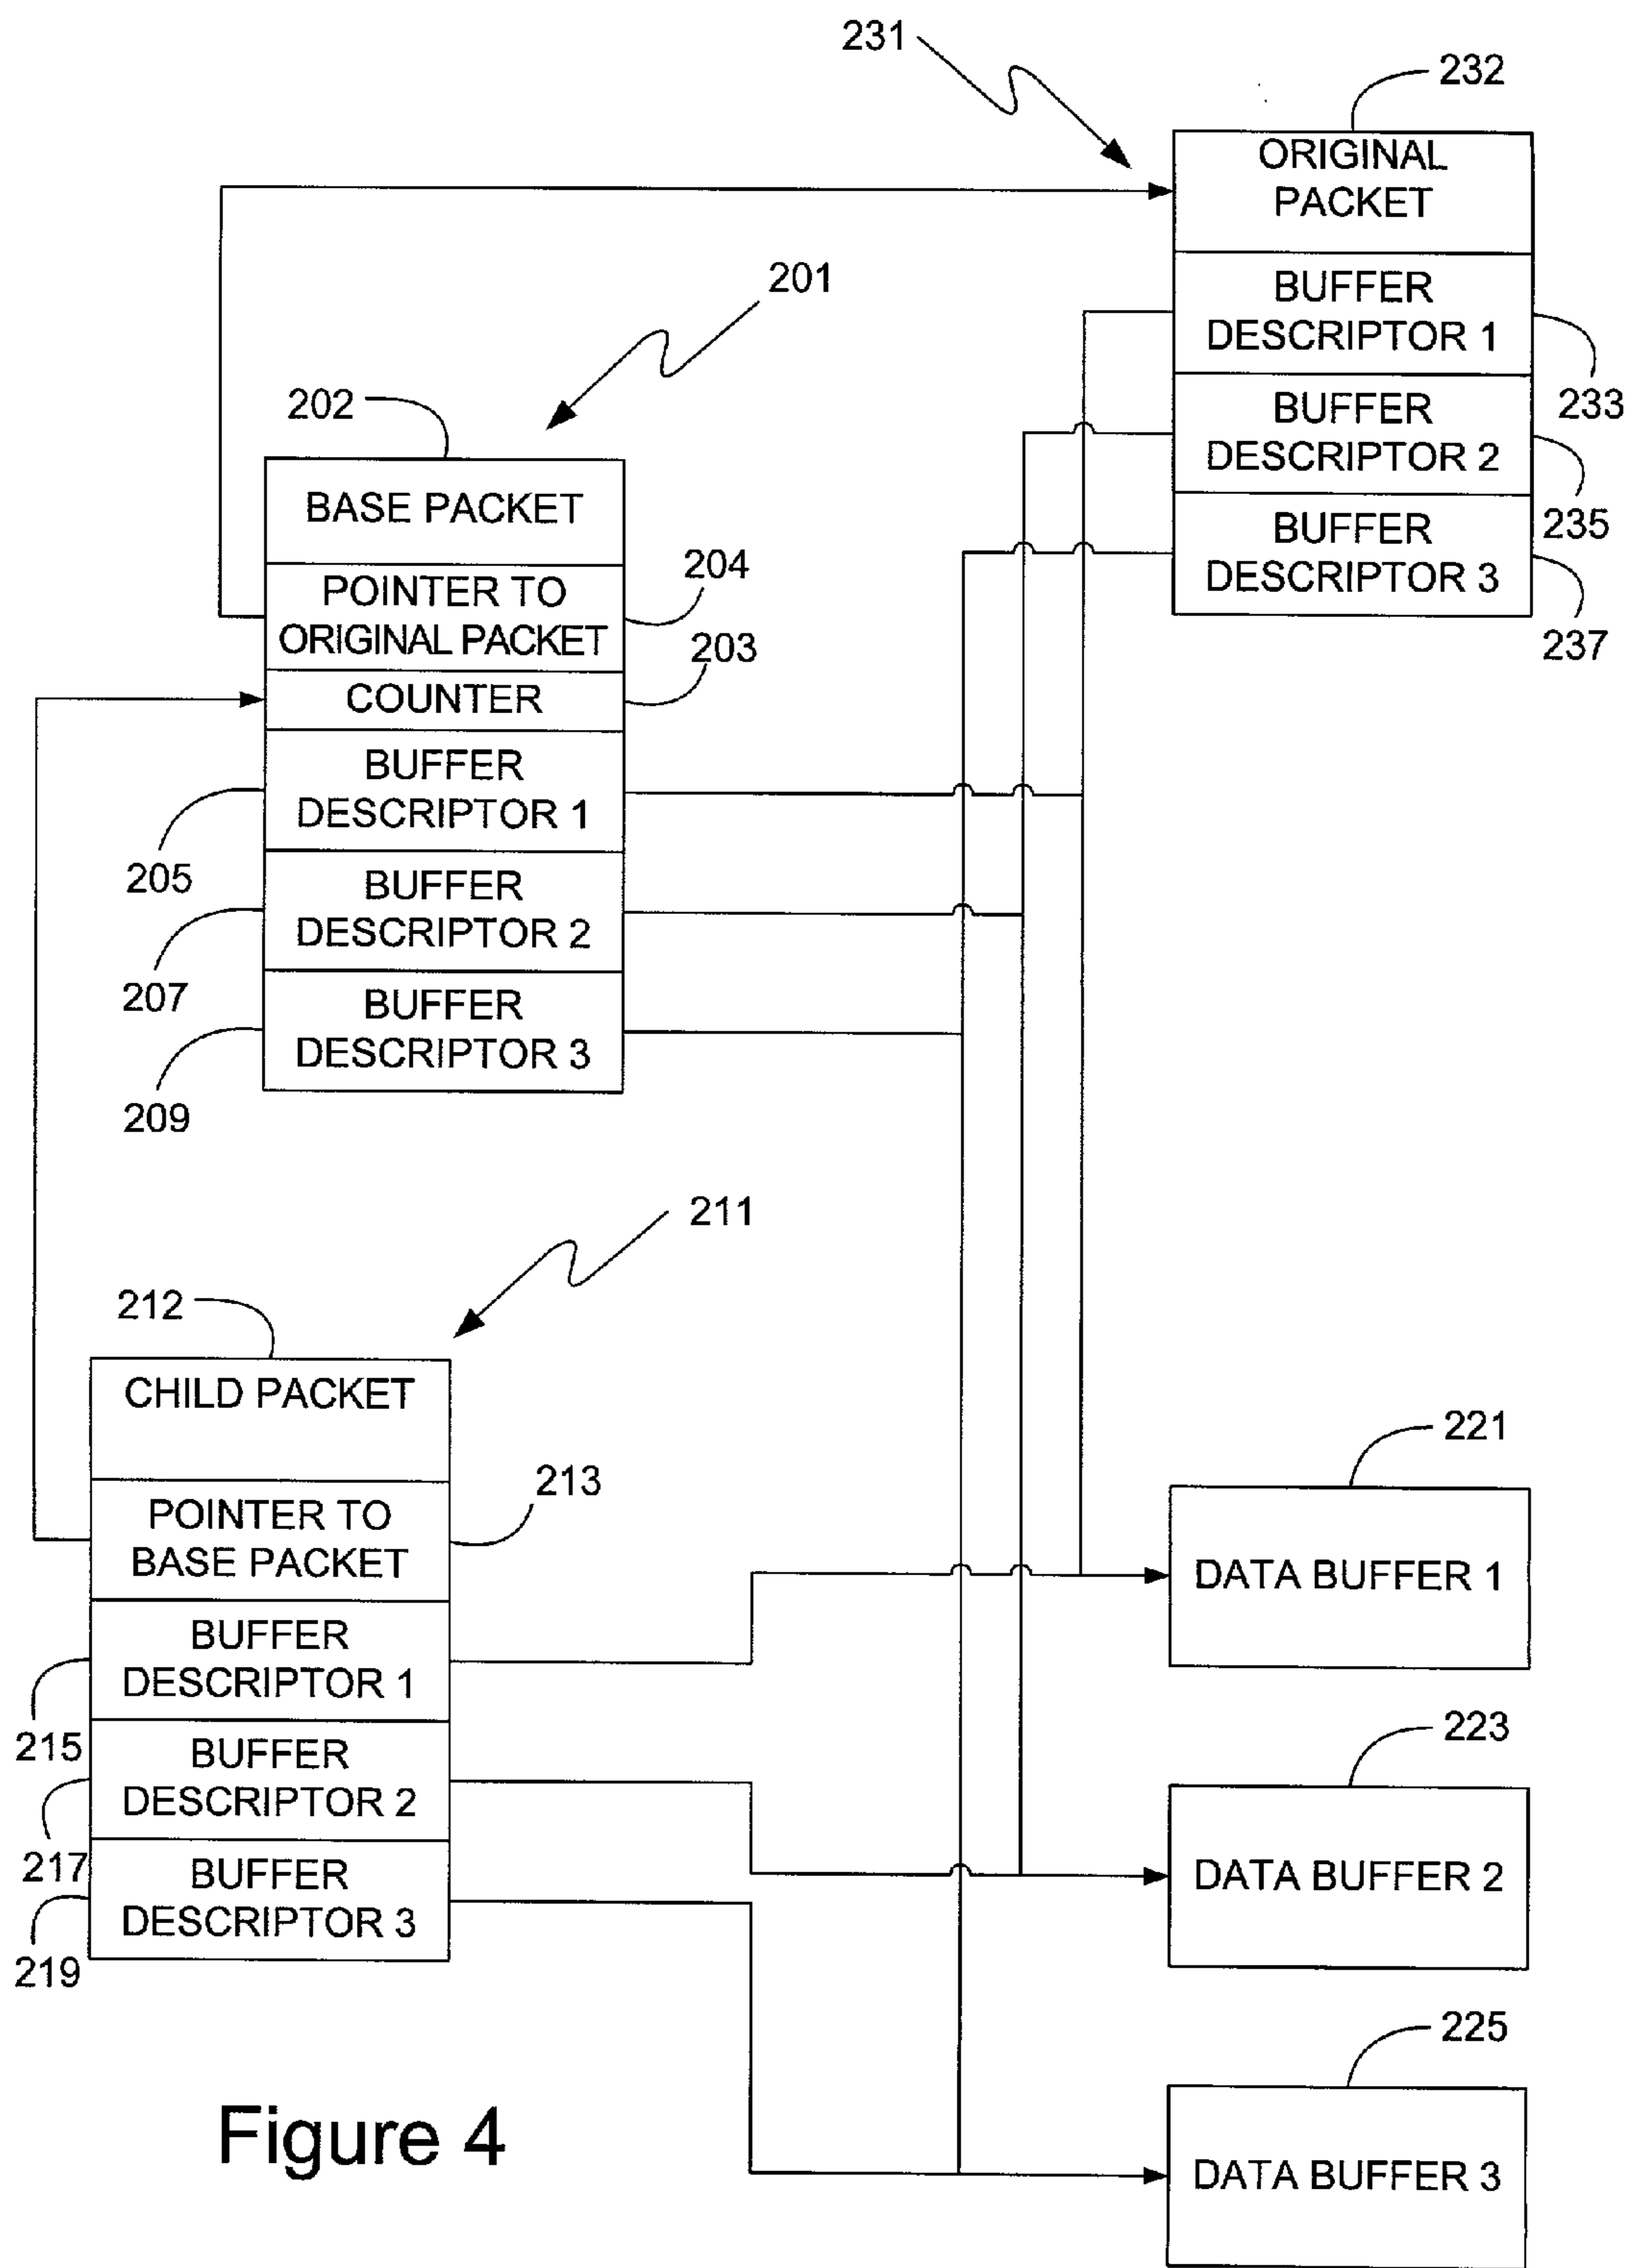 231
232
ORIGINAL
PACKET
BUFFER
DESCRIPTOR 1
233
BUFFER
DESCRIPTOR 2
235
BUFFER
DESCRIPTOR 3
237
201
202
BASE PACKET
POINTER TO
ORIGINAL PACKET
204
COUNTER
203
BUFFER
DESCRIPTOR 1
205
BUFFER
DESCRIPTOR 2
207
BUFFER
DESCRIPTOR 3
209
211
212
CHILD PACKET
POINTER TO
BASE PACKET
213
BUFFER
DESCRIPTOR 1
215
BUFFER
DESCRIPTOR 2
217
BUFFER
DESCRIPTOR 3
219
221
DATA BUFFER 1
223
DATA BUFFER 2
225
DATA BUFFER 3
Figure 4